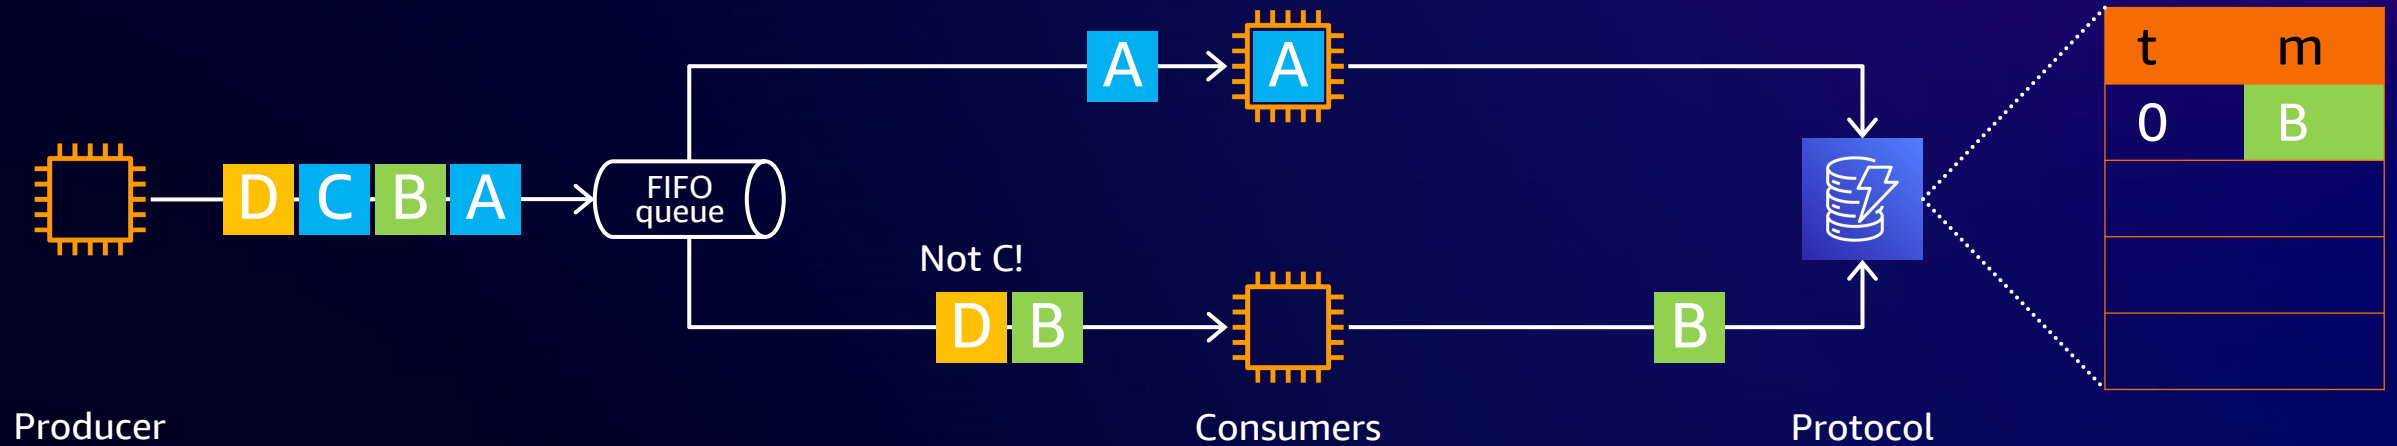 A
A
t m
0 B
D C B A
FIFO
queue
Not C!
D B
B
Producer
Consumers
Protocol